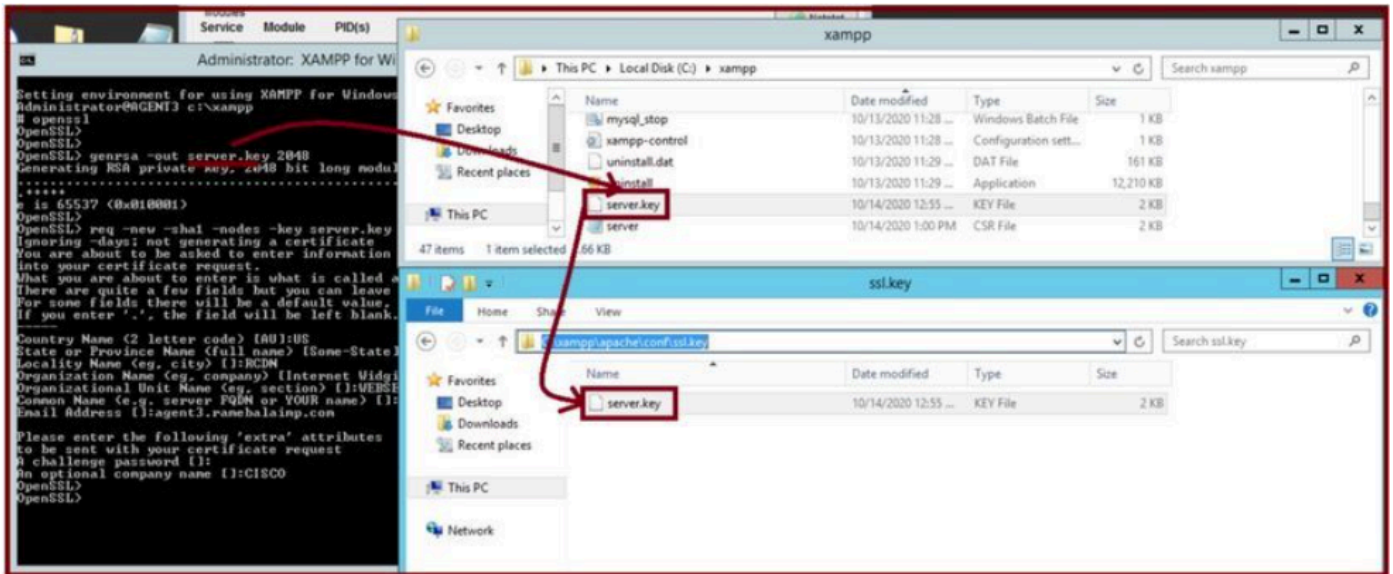 Modules
Service Module PID(s)
Netstat
Administrator: XAMPP for Wi
Setting environment for using XAMPP for Windows
Administrator@AGENT3 c:\xampp
# openssl
OpenSSL>
OpenSSL>
OpenSSL> genrsa -out server.key 2048
Generating RSA private key, 2048 bit long modul
.+++++
e is 65537 (0x010001)
OpenSSL>
OpenSSL> req -new -sha1 -nodes -key server.key
Ignoring -days; not generating a certificate
You are about to be asked to enter information
into your certificate request.
What you are about to enter is what is called a
There are quite a few fields but you can leave
For some fields there will be a default value,
If you enter '.', the field will be left blank.
-----
Country Name (2 letter code) [AU]:US
State or Province Name (full name) [Some-State]
Locality Name (eg, city) []:RCDN
Organization Name (eg, company) [Internet Widgi
Organizational Unit Name (eg, section) []:WEBSE
Common Name (e.g. server FQDN or YOUR name) []:
Email Address []:agent3.ramebalaimp.com
Please enter the following 'extra' attributes
to be sent with your certificate request
A challenge password []:
An optional company name []:CISCO
OpenSSL>
OpenSSL>
xampp
This PC Local Disk (C:) xampp
Search xampp
Favorites
Desktop
Downloads
Recent places
This PC
Name Date modified Type Size
mysql_stop 10/13/2020 11:28 ... Windows Batch File 1 KB
xampp-control 10/13/2020 11:28 ... Configuration sett... 1 KB
uninstall.dat 10/13/2020 11:29 ... DAT File 161 KB
uninstall 10/13/2020 11:29 ... Application 12,210 KB
server.key 10/14/2020 12:55 ... KEY File 2 KB
server 10/14/2020 1:00 PM CSR File 2 KB
47 items 1 item selected .66 KB
ssl.key
File Home Share View
C:\xampp\apache\conf\ssl.key
Search ssl.key
Favorites
Desktop
Downloads
Recent places
This PC
Network
Name Date modified Type Size
server.key 10/14/2020 12:55 ... KEY File 2 KB